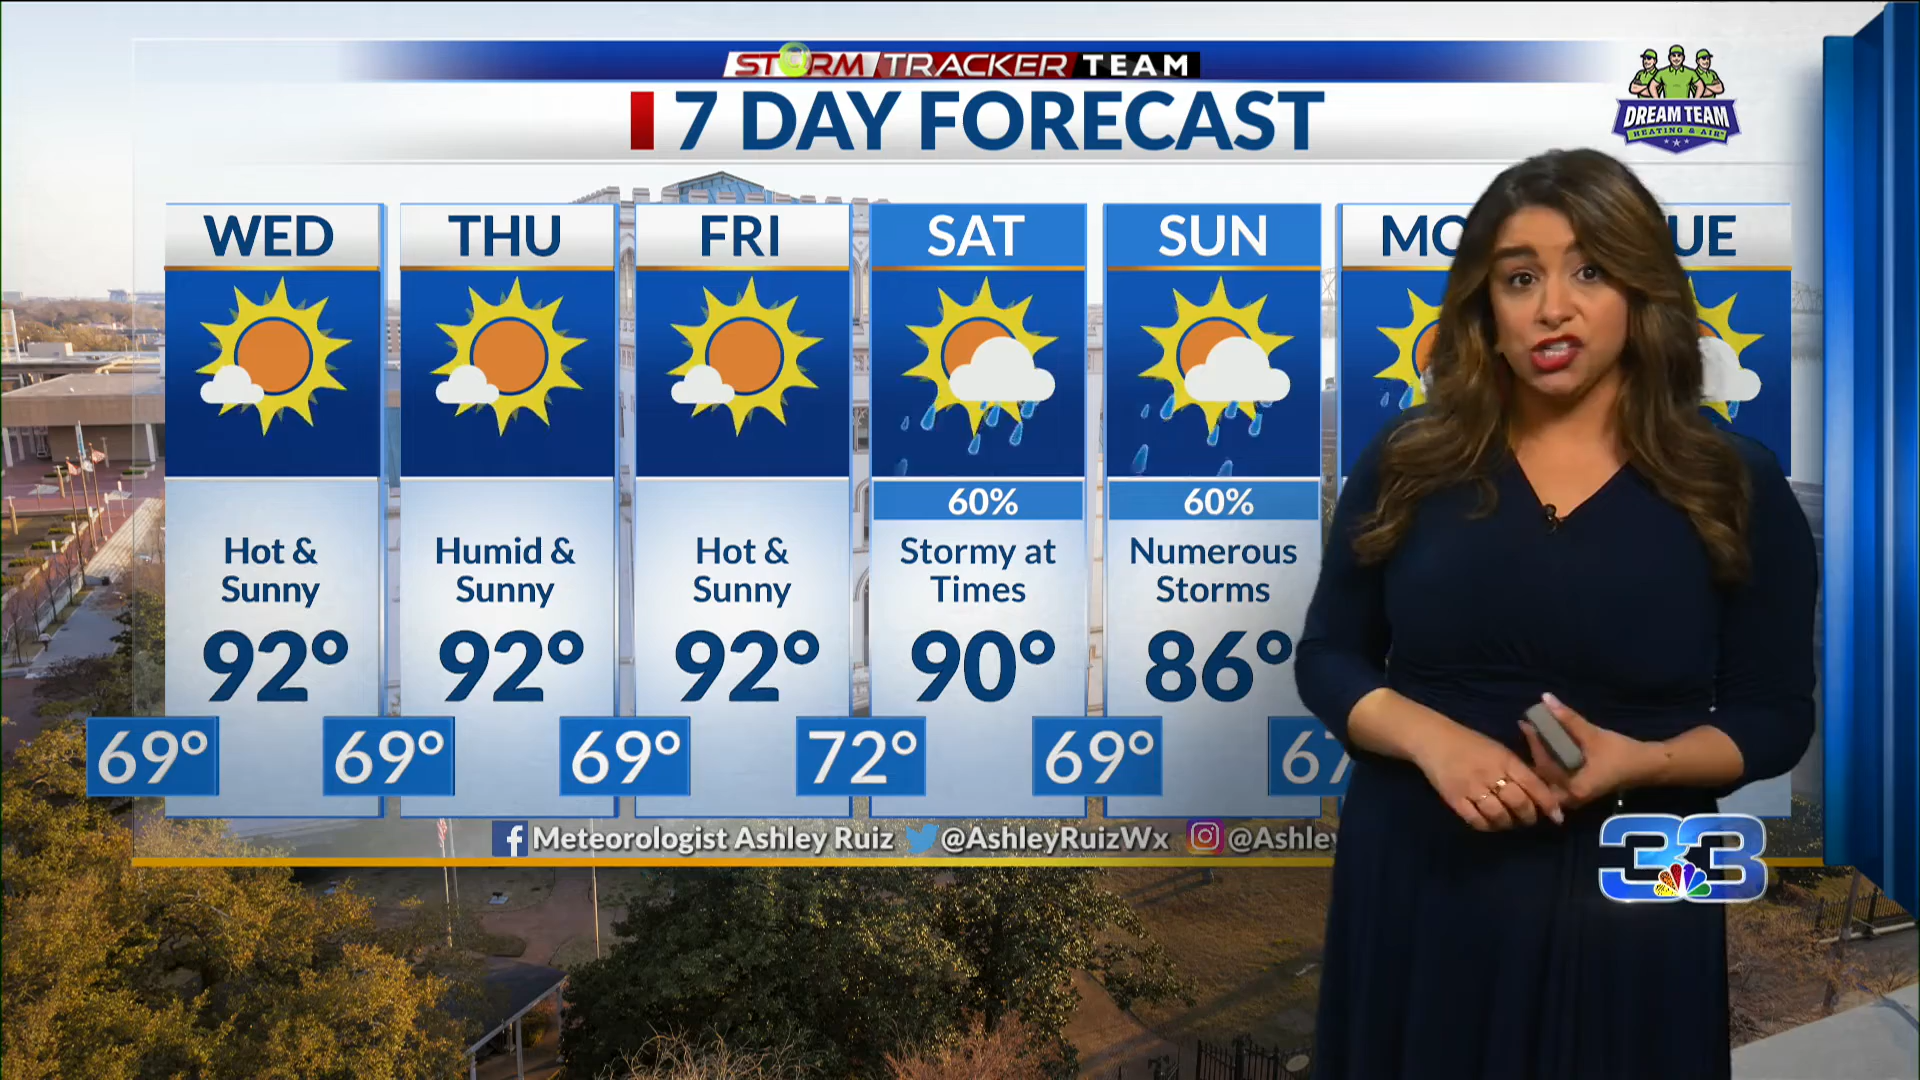 STORM TRACKER TEAM
7 DAY FORECAST
DREAM TEAM
HEATING & AIR
WED THU FRI SAT SUN
60% 60%
Hot & Humid & Hot & Stormy at Numerous
Sunny Sunny Sunny Times Storms
92° 92° 92° 90° 86°
69° 69° 69° 72° 69° 67
Meteorologist Ashley Ruiz @AshleyRuizWx @Ashley
33